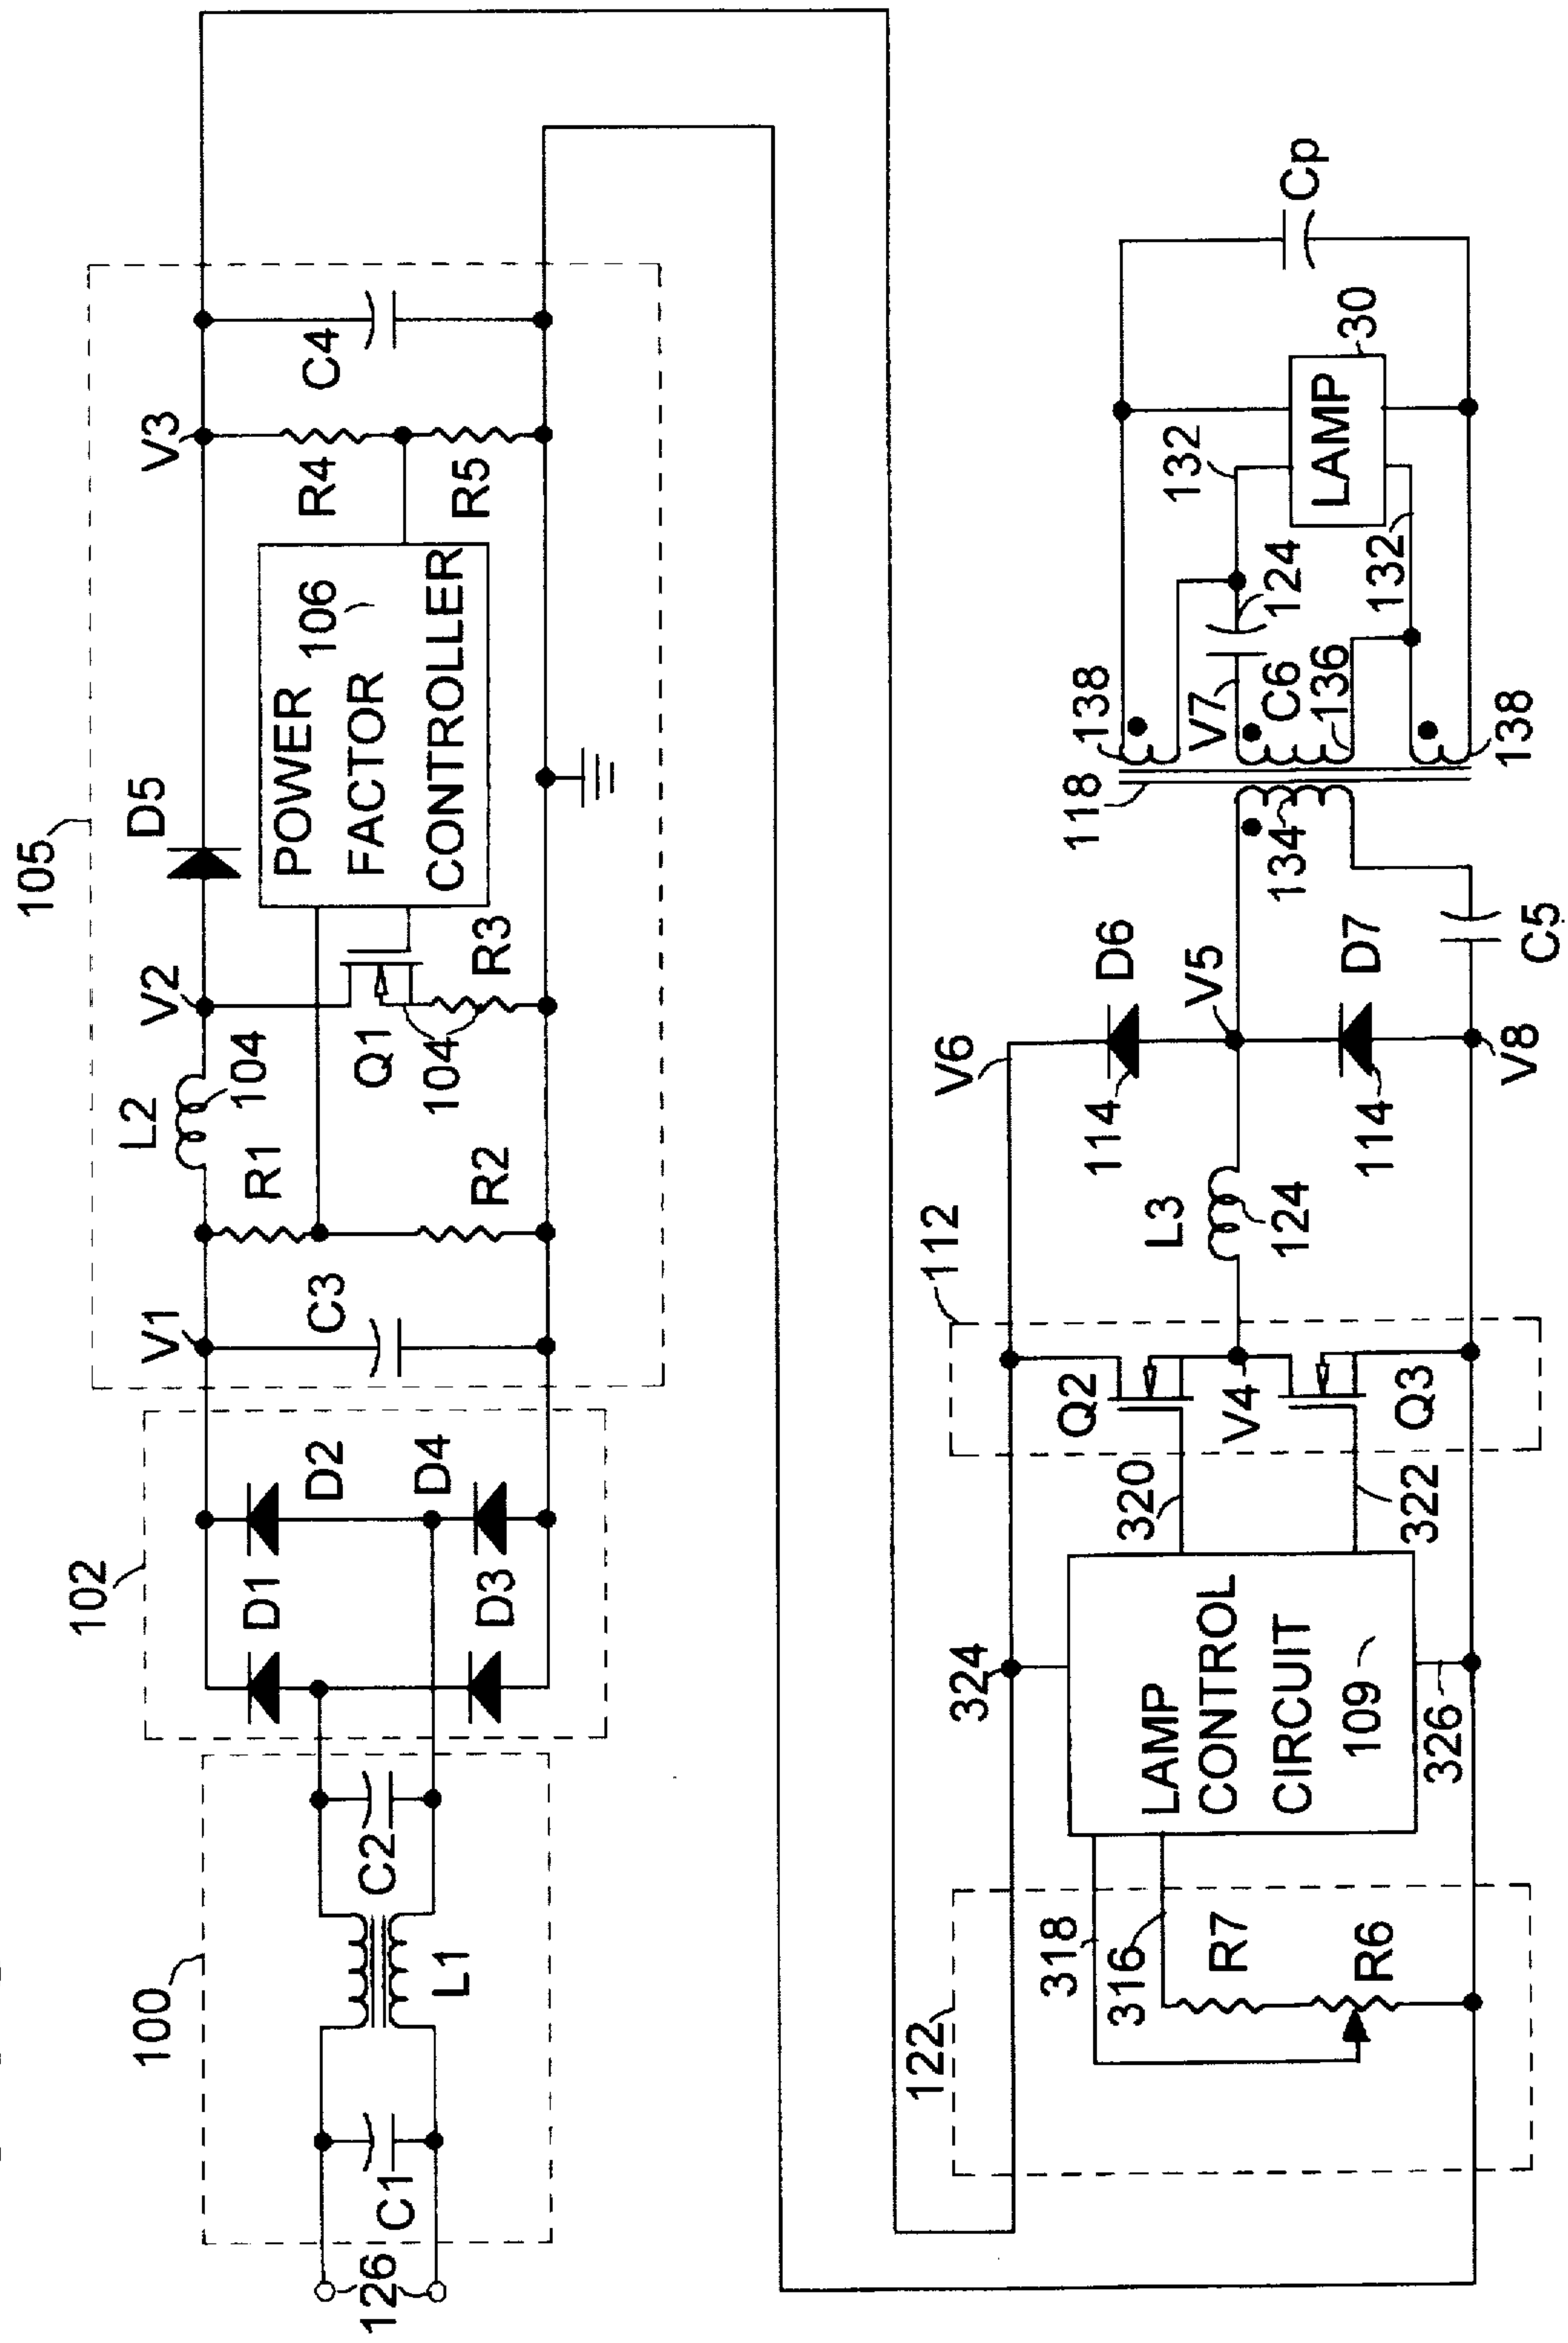 105
100
102
126
C1
L1
C2
D1
D2
D3
D4
V1
C3
R1
R2
L2
104
V2
Q1
104
R3
D5
POWER
FACTOR 106
CONTROLLER
V3
R4
R5
C4
122
318
316
R7
R6
324
LAMP
CONTROL
CIRCUIT
109
326
320
322
112
Q2
V4
Q3
L3
124
V6
114
D6
V5
114
D7
V8
C5
118
134
138
V7
C6
136
138
124
132
132
LAMP
30
Cp